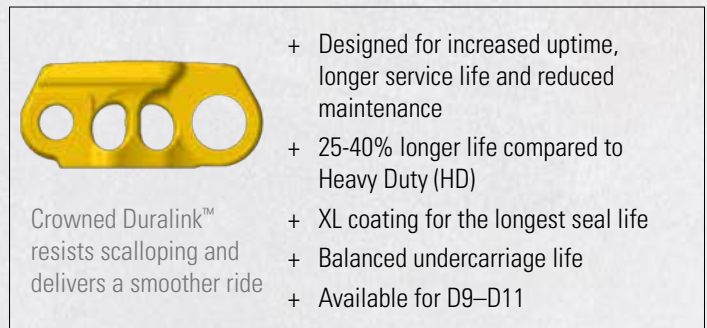 Crowned Duralink™
resists scalloping and
delivers a smoother ride
+ Designed for increased uptime,
longer service life and reduced
maintenance
+ 25-40% longer life compared to
Heavy Duty (HD)
+ XL coating for the longest seal life
+ Balanced undercarriage life
+ Available for D9–D11